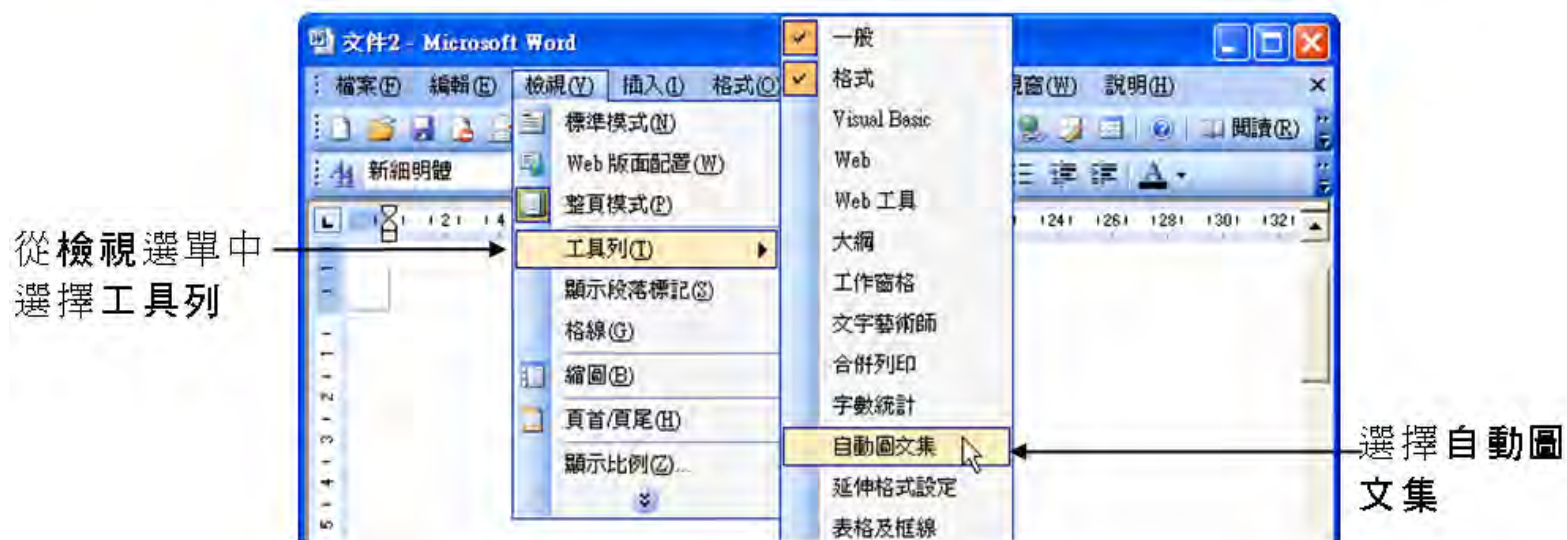 文件2 - Microsoft Word
檔案(F) 編輯(E) 檢視(V) 插入(I) 格式(O) 視窗(W) 說明(H)
閱讀(R)
新細明體
標準模式(N)
Web 版面配置(W)
整頁模式(P)
工具列(T)
顯示段落標記(S)
格線(G)
縮圖(B)
頁首/頁尾(H)
顯示比例(Z)...
一般
格式
Visual Basic
Web
Web 工具
大綱
工作窗格
文字藝術師
合併列印
字數統計
自動圖文集
延伸格式設定
表格及框線
從檢視選單中
選擇工具列
選擇自動圖
文集